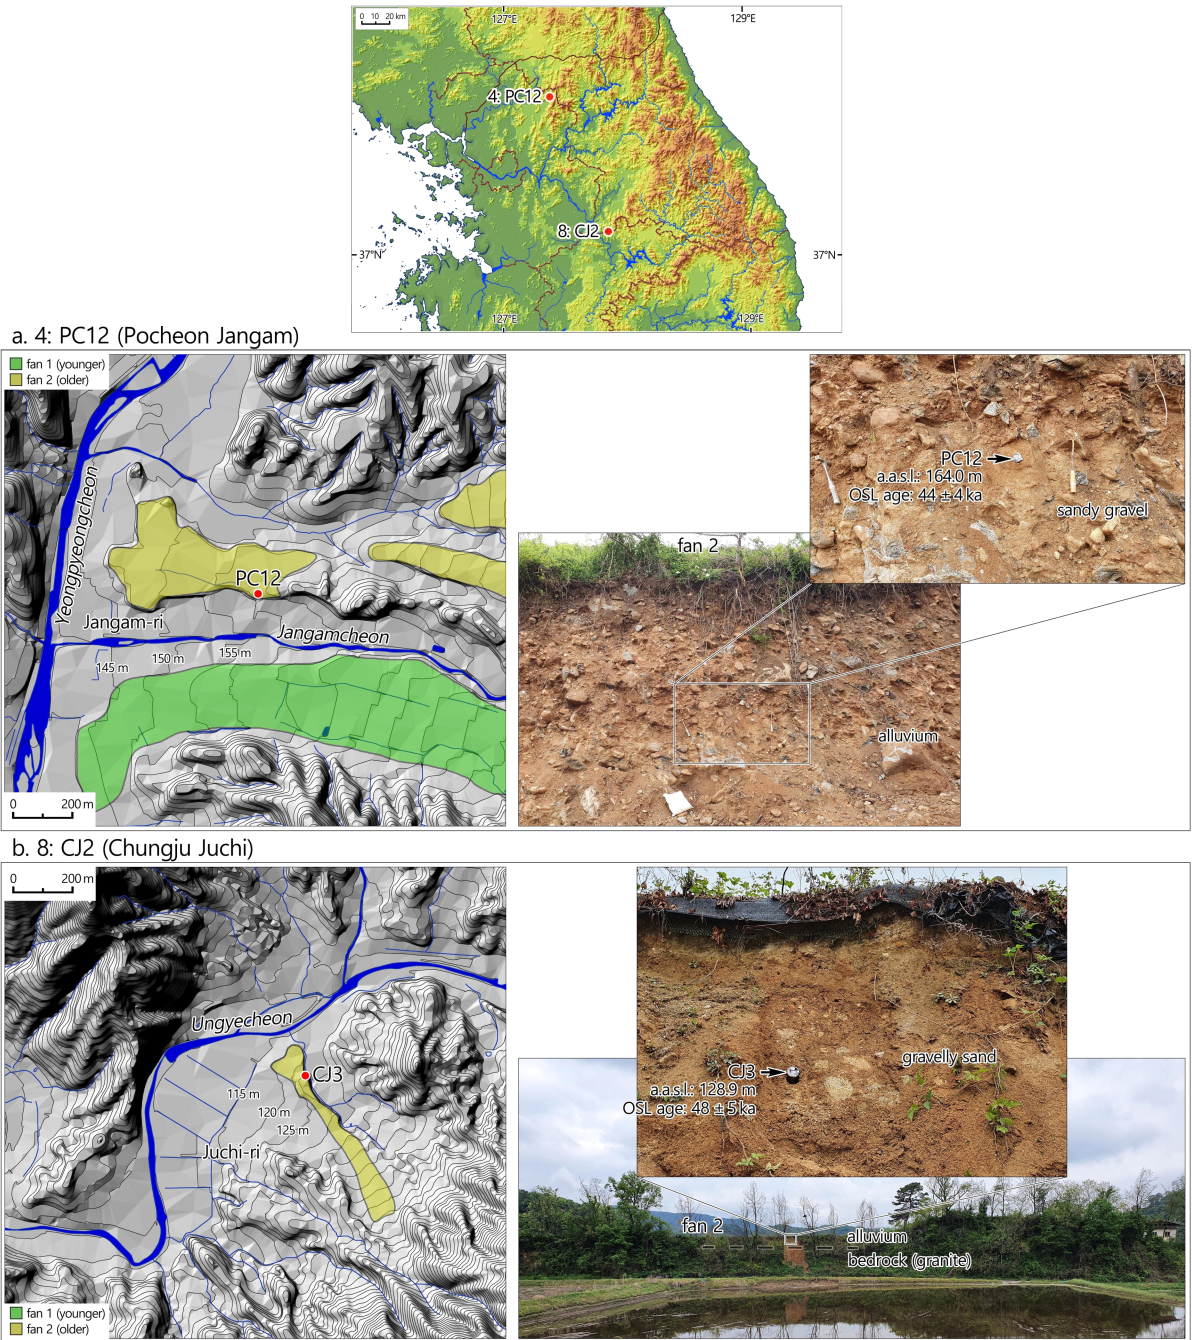 0 10 20 km
127°E
129°E
4: PC12
8: CJ2
37°N
37°N
127°E
129°E
a. 4: PC12 (Pocheon Jangam)
fan 1 (younger)
fan 2 (older)
Yeongpyeongcheon
PC12
Jangam-ri
Jangamcheon
145 m
150 m
155 m
0 200 m
PC12
a.a.s.l.: 164.0 m
OSL age: 44 ± 4 ka
sandy gravel
fan 2
alluvium
b. 8: CJ2 (Chungju Juchi)
0 200 m
Ungyecheon
CJ3
115 m
120 m
125 m
Juchi-ri
fan 1 (younger)
fan 2 (older)
gravelly sand
CJ3
a.a.s.l.: 128.9 m
OSL age: 48 ± 5 ka
fan 2
alluvium
bedrock (granite)